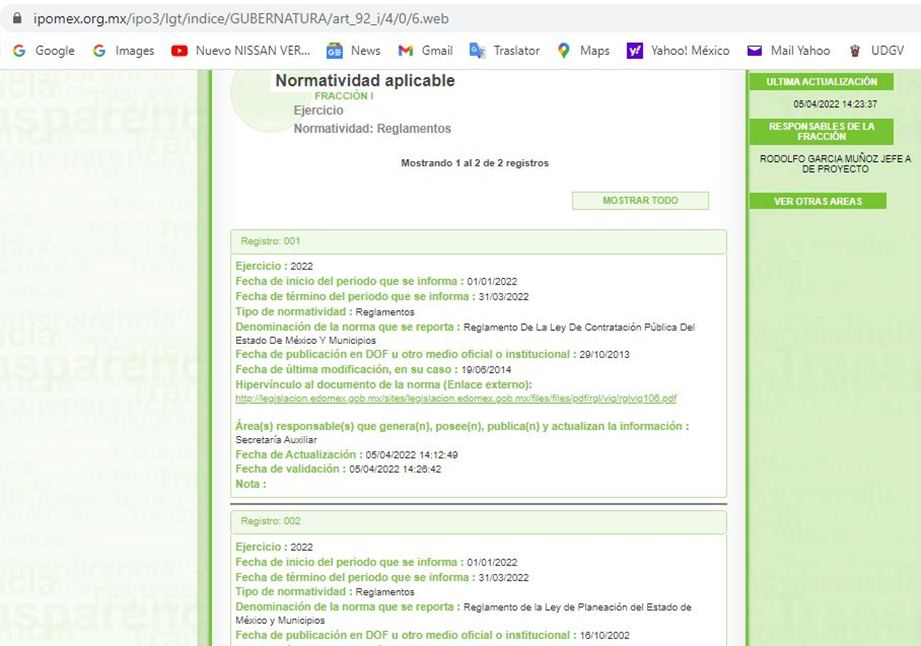 ipomex.org.mx/ipo3/lgt/indice/GUBERNATURA/art_92_i/4/0/6.web
Google Images Nuevo NISSAN VER... News Gmail Traslator Maps Yahoo! México Mail Yahoo UDGV
Normatividad aplicable
FRACCIÓN I
Ejercicio
Normatividad: Reglamentos
Mostrando 1 al 2 de 2 registros
MOSTRAR TODO
Registro: 001
Ejercicio : 2022
Fecha de inicio del periodo que se informa : 01/01/2022
Fecha de término del periodo que se informa : 31/03/2022
Tipo de normatividad : Reglamentos
Denominación de la norma que se reporta : Reglamento De La Ley De Contratación Pública Del
Estado De México Y Municipios
Fecha de publicación en DOF u otro medio oficial o institucional : 29/10/2013
Fecha de última modificación, en su caso : 19/06/2014
Hipervínculo al documento de la norma (Enlace externo):
http://legislacion.edomex.gob.mx/sites/legislacion.edomex.gob.mx/files/files/pdf/rgl/vig/rglvig106.pdf
Área(s) responsable(s) que genera(n), posee(n), publica(n) y actualizan la información :
Secretaría Auxiliar
Fecha de Actualización : 05/04/2022 14:12:49
Fecha de validación : 05/04/2022 14:26:42
Nota :
Registro: 002
Ejercicio : 2022
Fecha de inicio del periodo que se informa : 01/01/2022
Fecha de término del periodo que se informa : 31/03/2022
Tipo de normatividad : Reglamentos
Denominación de la norma que se reporta : Reglamento de la Ley de Planeación del Estado de
México y Municipios
Fecha de publicación en DOF u otro medio oficial o institucional : 16/10/2002
ULTIMA ACTUALIZACIÓN
05/04/2022 14:23:37
RESPONSABLES DE LA
FRACCIÓN
RODOLFO GARCIA MUÑOZ JEFE A
DE PROYECTO
VER OTRAS AREAS